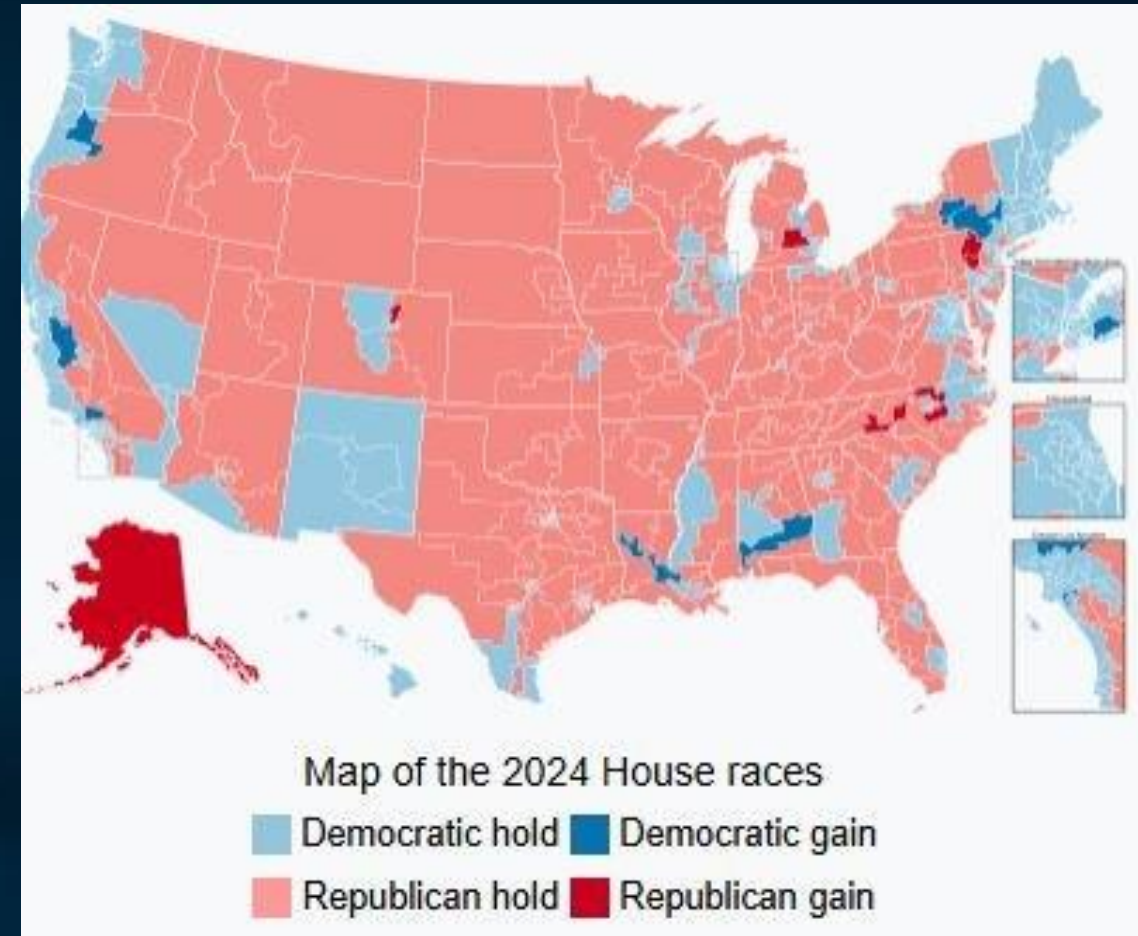 Map of the 2024 House races
Democratic hold Democratic gain
Republican hold Republican gain